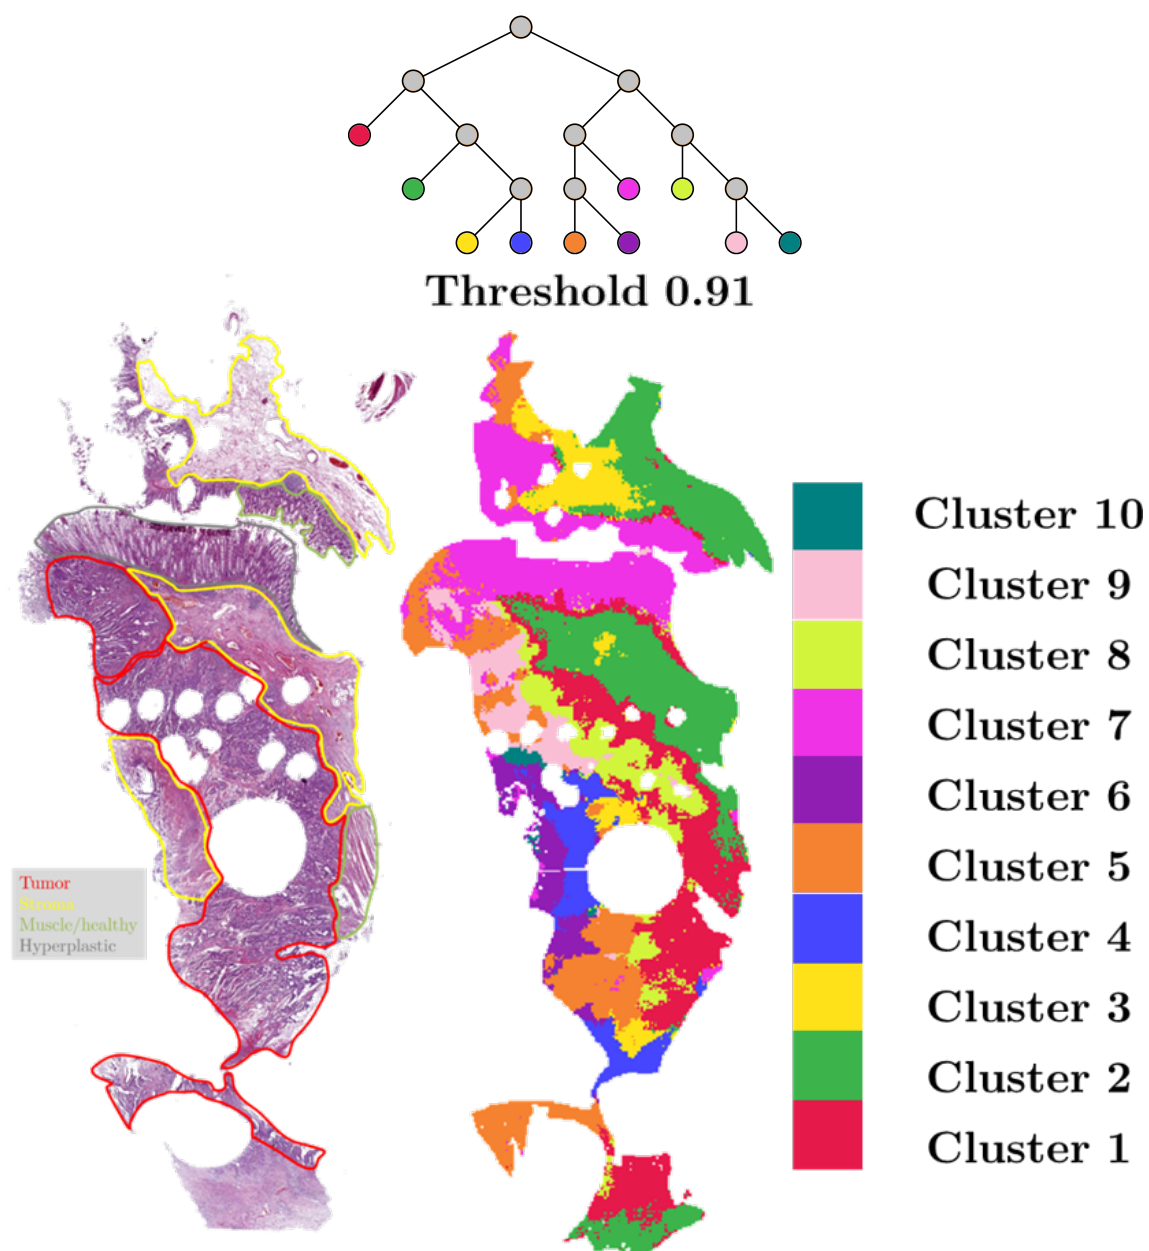 Threshold 0.91
Tumor
Stroma
Muscle/healthy
Hyperplastic
Cluster 10
Cluster 9
Cluster 8
Cluster 7
Cluster 6
Cluster 5
Cluster 4
Cluster 3
Cluster 2
Cluster 1